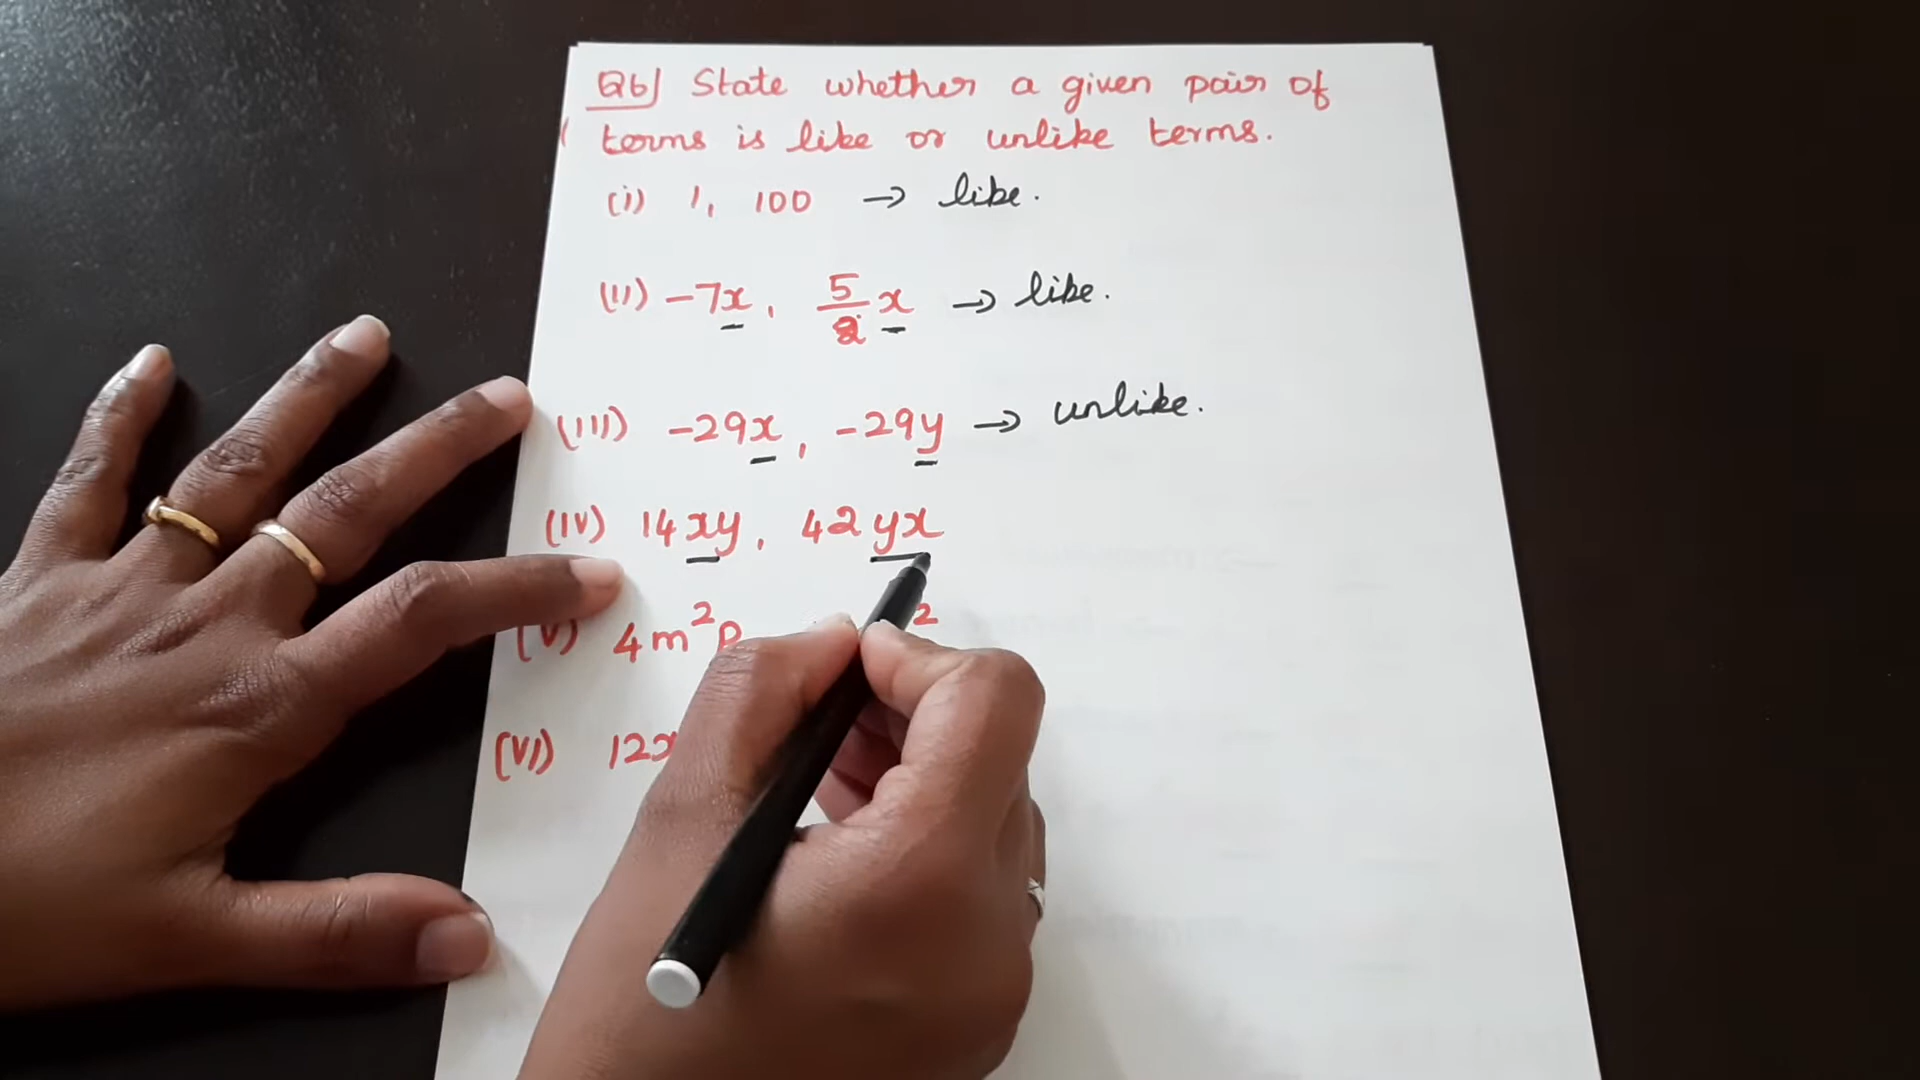 Q6) State whether a given pair of
terms is like or unlike terms.
(i) 1, 100 → like.
(ii) -7x, 5/2 x → like.
(iii) -29x, -29y → unlike.
(iv) 14xy, 42yx
(v) 4m²p
(vi) 12x